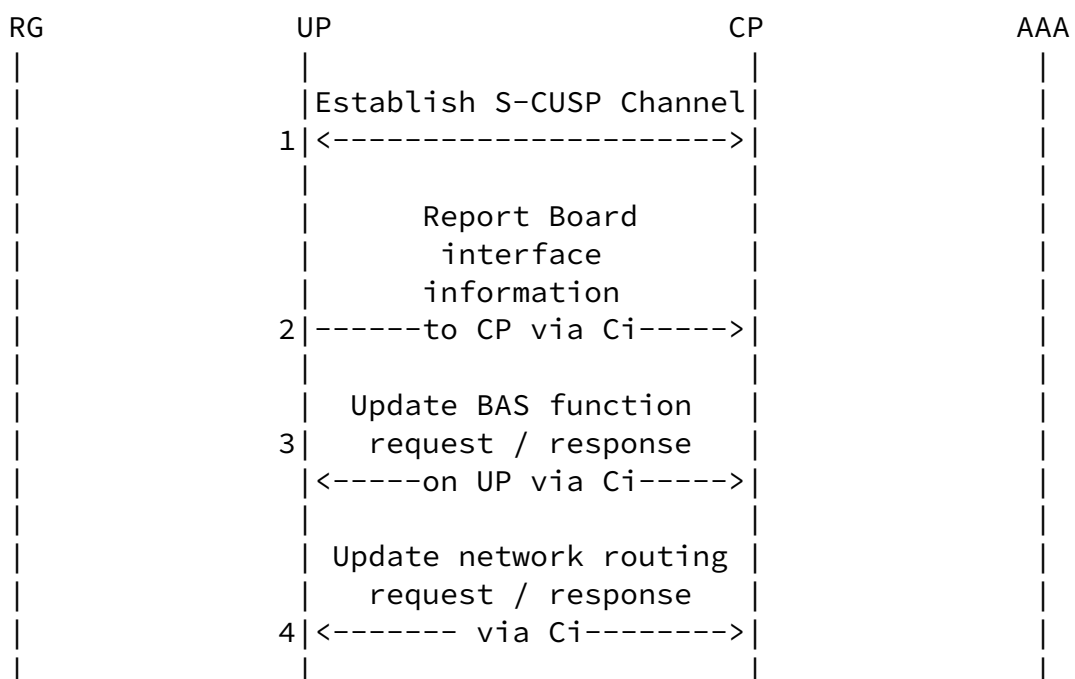 RG UP CP AAA
Establish S-CUSP Channel
1|<---------------------->|
Report Board
interface
information
2|------to CP via Ci----->|
Update BAS function
3| request / response
|<-----on UP via Ci----->|
Update network routing
request / response
4|<------- via Ci-------->|